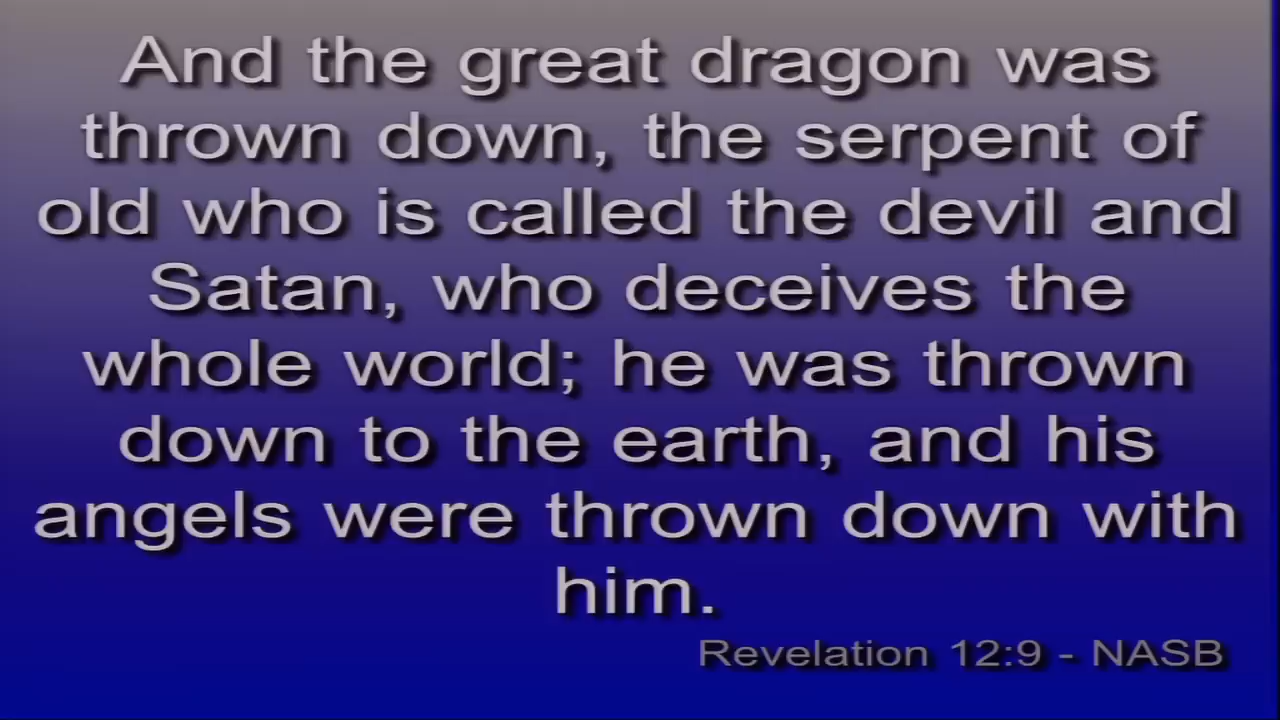 And the great dragon was
thrown down, the serpent of
old who is called the devil and
Satan, who deceives the
whole world; he was thrown
down to the earth, and his
angels were thrown down with
him.
Revelation 12:9 - NASB